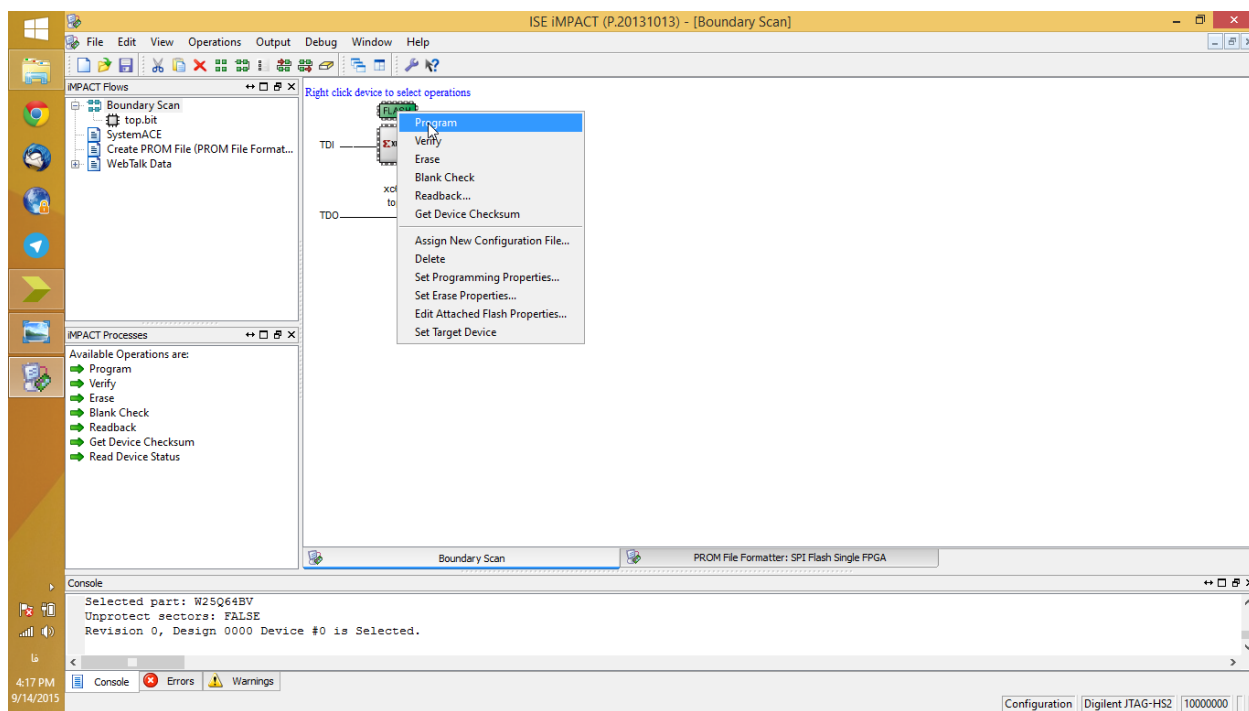 ISE iMPACT (P.20131013) - [Boundary Scan]
File Edit View Operations Output Debug Window Help
iMPACT Flows
Boundary Scan
top.bit
SystemACE
Create PROM File (PROM File Format...
WebTalk Data
Right click device to select operations
FLASH
TDI
TDO
Program
Verify
Erase
Blank Check
Readback...
Get Device Checksum
Assign New Configuration File...
Delete
Set Programming Properties...
Set Erase Properties...
Edit Attached Flash Properties...
Set Target Device
iMPACT Processes
Available Operations are:
Program
Verify
Erase
Blank Check
Readback
Get Device Checksum
Read Device Status
Boundary Scan
PROM File Formatter: SPI Flash Single FPGA
Console
Selected part: W25Q64BV
Unprotect sectors: FALSE
Revision 0, Design 0000 Device #0 is Selected.
Console Errors Warnings
Configuration Digilent JTAG-HS2 10000000
فا
4:17 PM
9/14/2015